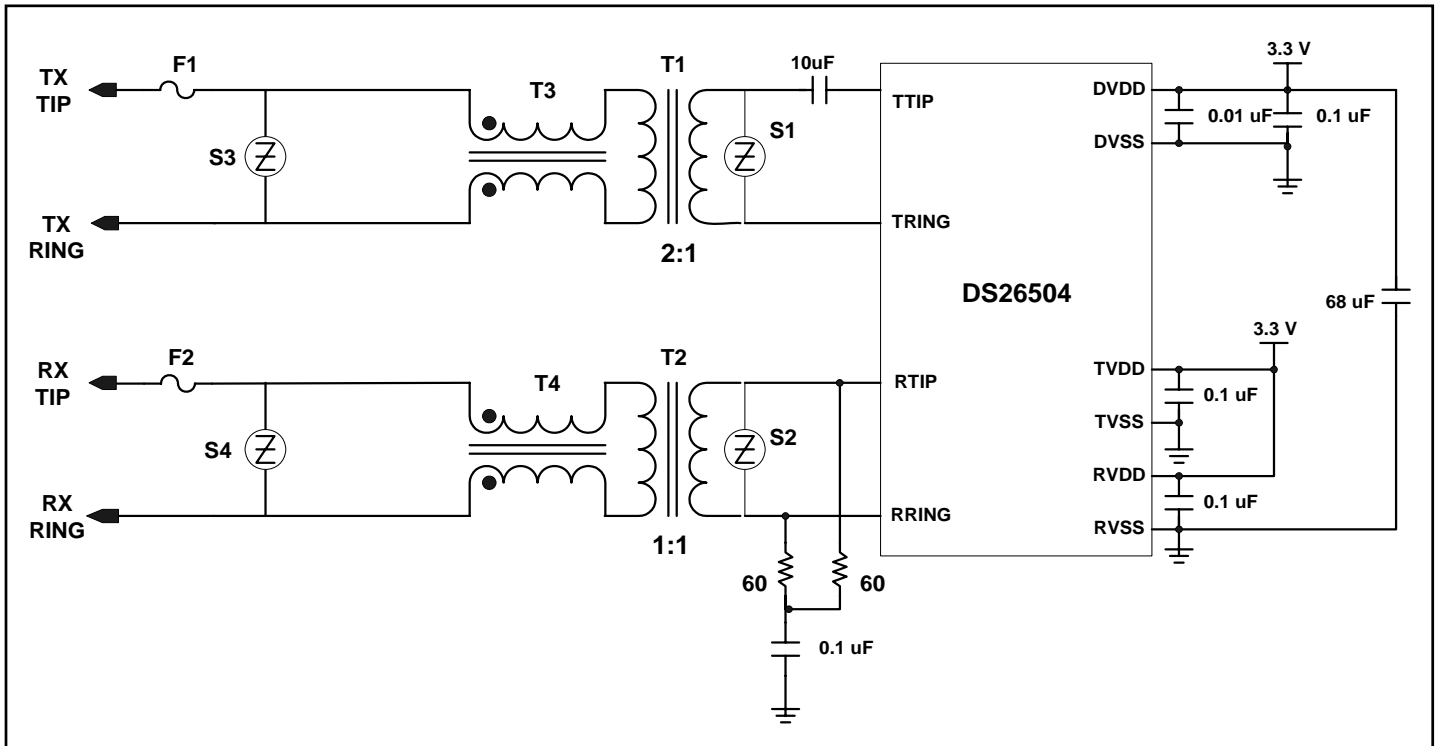 F1
TX
TIP
T3
T1
10uF
S3
S1
TX
RING
2:1
TTIP
TRING
DS26504
DVDD
DVSS
3.3 V
0.01 uF
0.1 uF
68 uF
F2
RX
TIP
T4
T2
S4
S2
RX
RING
1:1
RTIP
RRING
60
60
0.1 uF
3.3 V
TVDD
0.1 uF
TVSS
RVDD
0.1 uF
RVSS